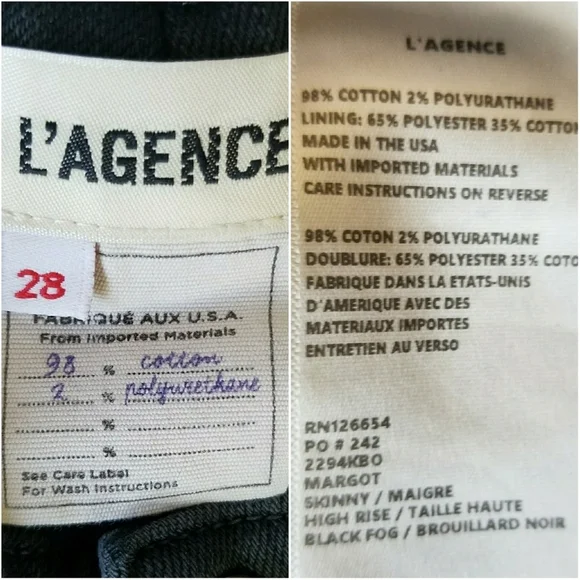 L'AGENCE
28
FABRIQUÉ AUX U.S.A.
From Imported Materials
98 % cotton
2 % polyurethane
%
%
See Care Label
For Wash Instructions
L'AGENCE
98% COTTON 2% POLYURATHANE
LINING: 65% POLYESTER 35% COTTON
MADE IN THE USA
WITH IMPORTED MATERIALS
CARE INSTRUCTIONS ON REVERSE
98% COTON 2% POLYURATHANE
DOUBLURE: 65% POLYESTER 35% COTO
FABRIQUE DANS LA ETATS-UNIS
D'AMERIQUE AVEC DES
MATERIAUX IMPORTES
ENTRETIEN AU VERSO
RN126654
PO # 242
2294KBO
MARGOT
SKINNY / MAIGRE
HIGH RISE / TAILLE HAUTE
BLACK FOG / BROUILLARD NOIR